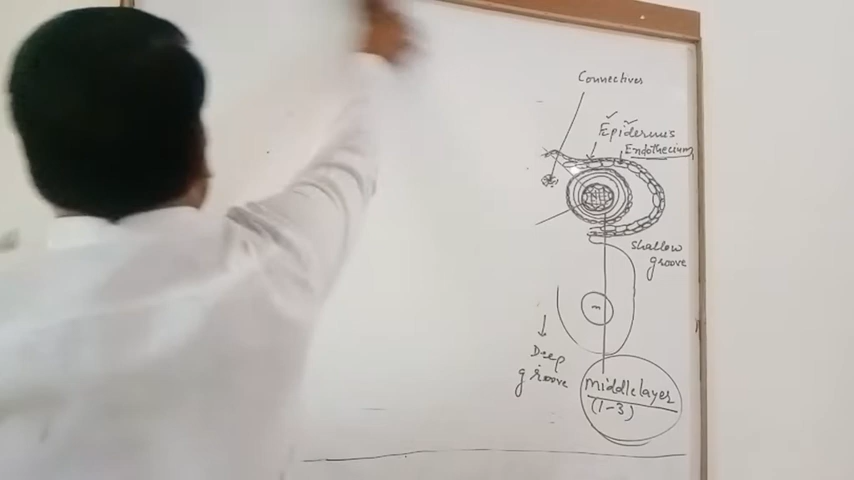 Connectives
Epidermis
Endothecium
shallow
groove
m
Deep
groove
middle layer
(1-3)